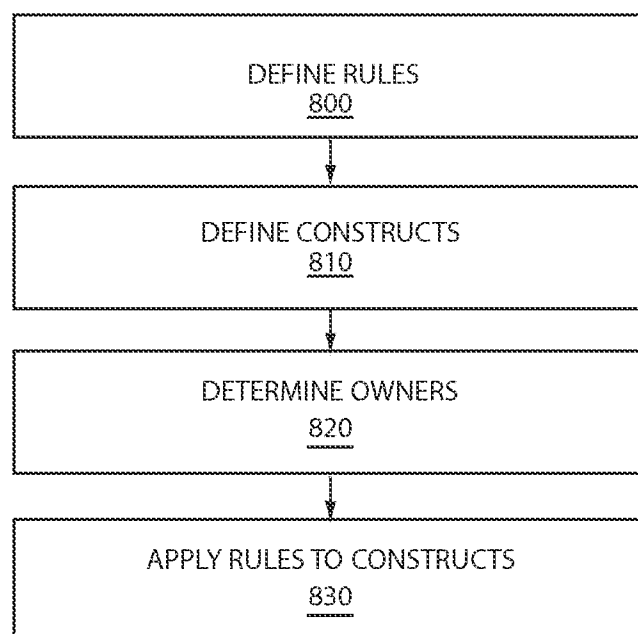 DEFINE RULES
800
DEFINE CONSTRUCTS
810
DETERMINE OWNERS
820
APPLY RULES TO CONSTRUCTS
830